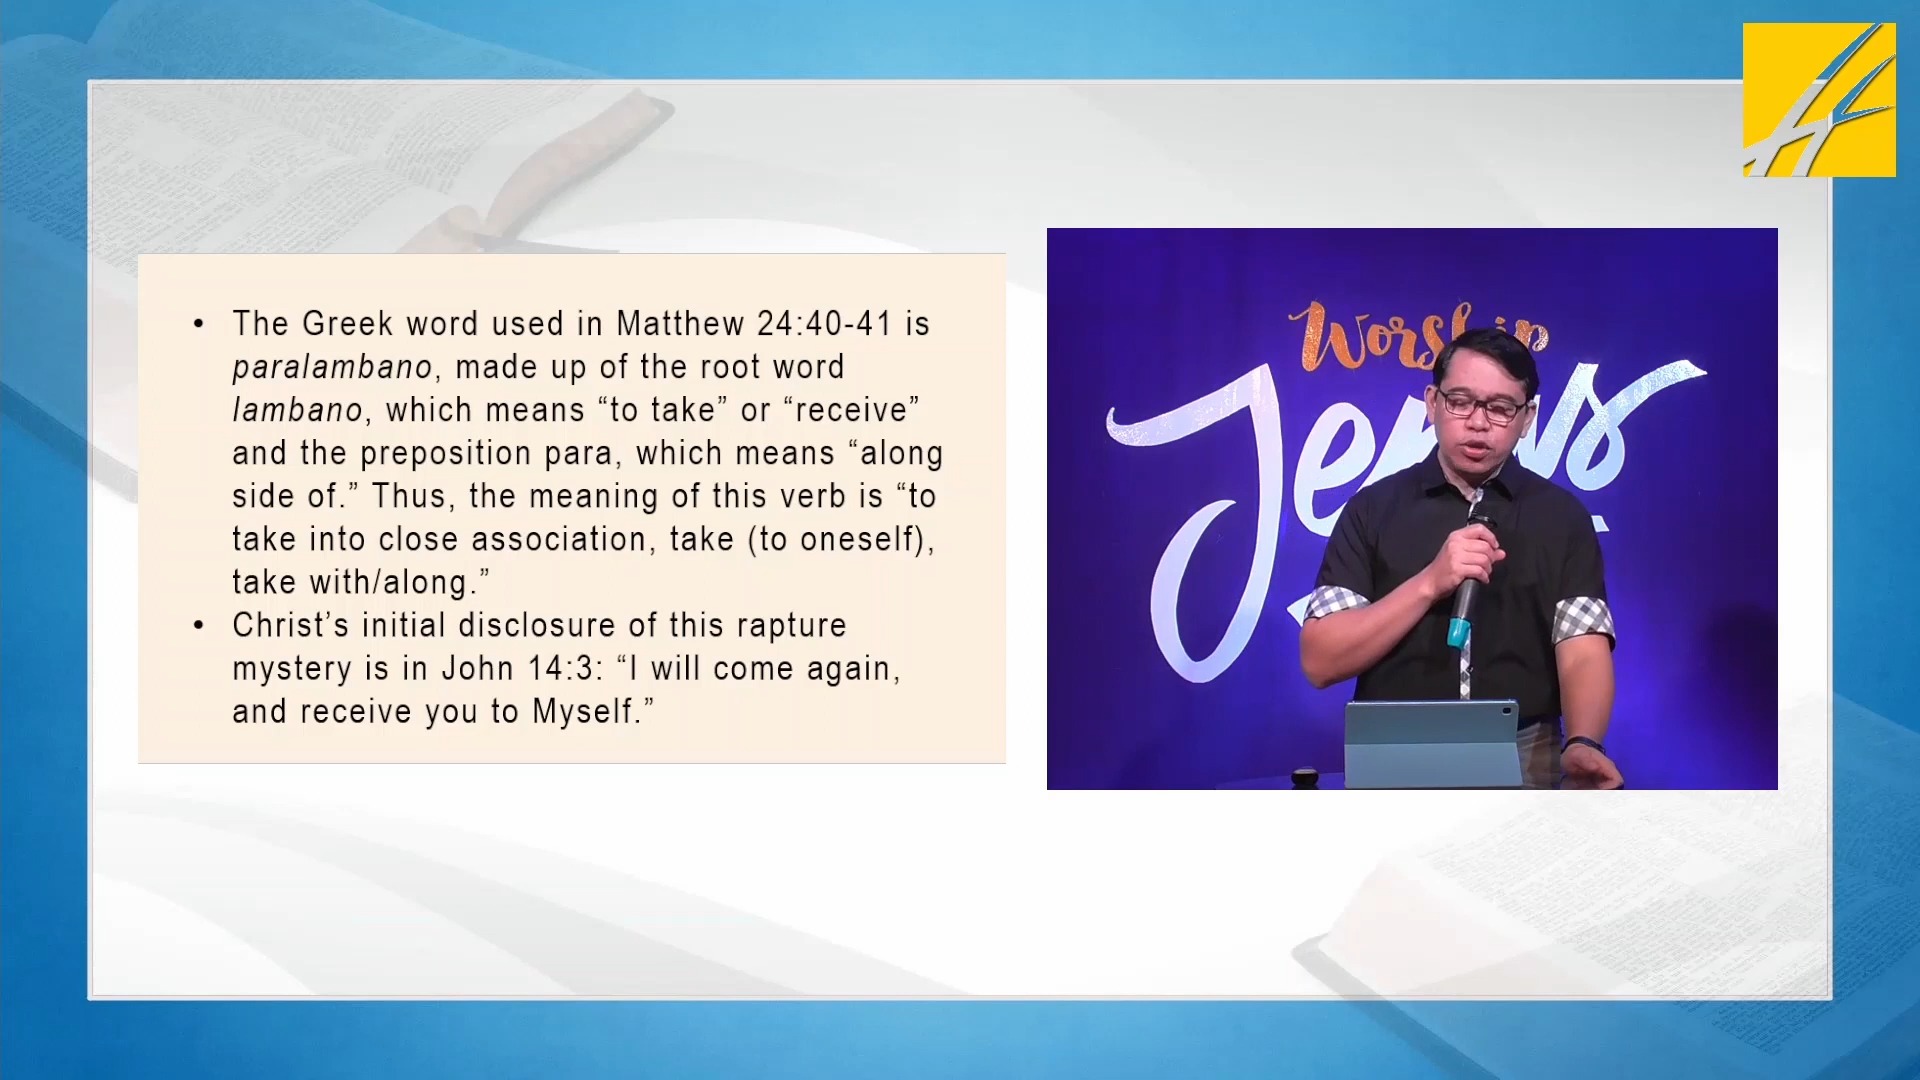 • The Greek word used in Matthew 24:40-41 is
paralambano, made up of the root word
lambano, which means “to take” or “receive”
and the preposition para, which means “along
side of.” Thus, the meaning of this verb is “to
take into close association, take (to oneself),
take with/along.”
• Christ’s initial disclosure of this rapture
mystery is in John 14:3: “I will come again,
and receive you to Myself.”
Worship
Jesus